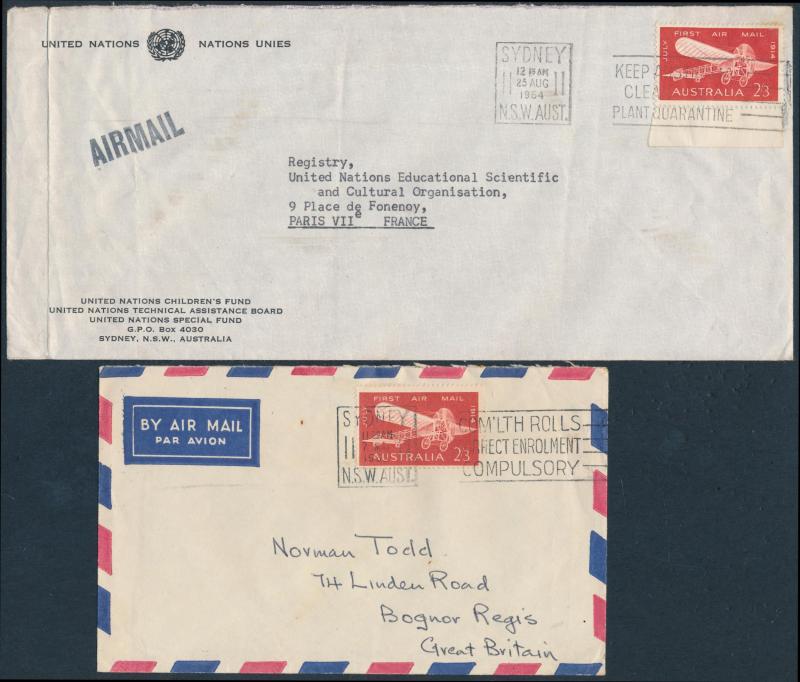 UNITED NATIONS NATIONS UNIES
AIRMAIL
SYDNEY
12 AM
25 AUG
1964
N.S.W. AUST.
KEEP A
CLEA
PLANT QUARANTINE
JULY FIRST AIR MAIL 1914
AUSTRALIA 2'3
Registry,
United Nations Educational Scientific
and Cultural Organisation,
9 Place de Fonenoy,
PARIS VIIe FRANCE
UNITED NATIONS CHILDREN'S FUND
UNITED NATIONS TECHNICAL ASSISTANCE BOARD
UNITED NATIONS SPECIAL FUND
G.P.O. BOX 4030
SYDNEY, N.S.W., AUSTRALIA
BY AIR MAIL
PAR AVION
FIRST AIR MAIL 1914
AUSTRALIA 2'3
SYDNEY
N.S.W. AUST.
M'LTH ROLLS
RRECT ENROLMENT
COMPULSORY
Norman Todd
74 Linden Road
Bognor Regis
Great Britain